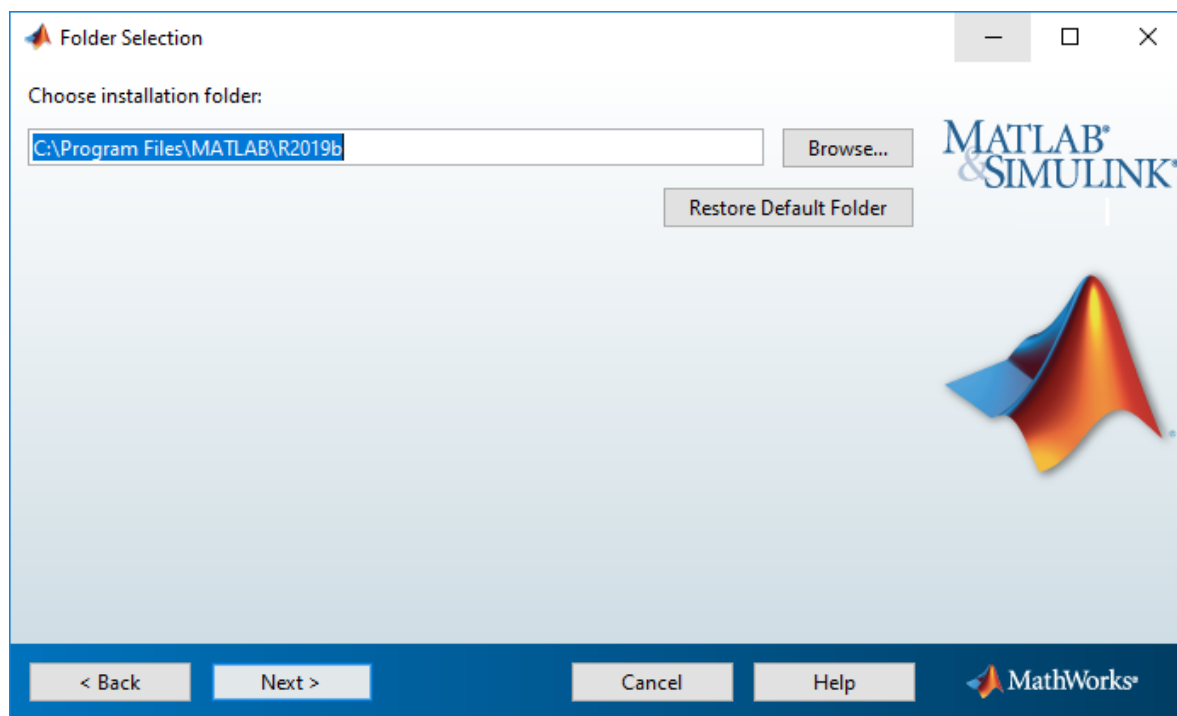 Folder Selection
Choose installation folder:
C:\Program Files\MATLAB\R2019b
Browse...
MATLAB®
&SIMULINK®
Restore Default Folder
< Back
Next >
Cancel
Help
MathWorks®